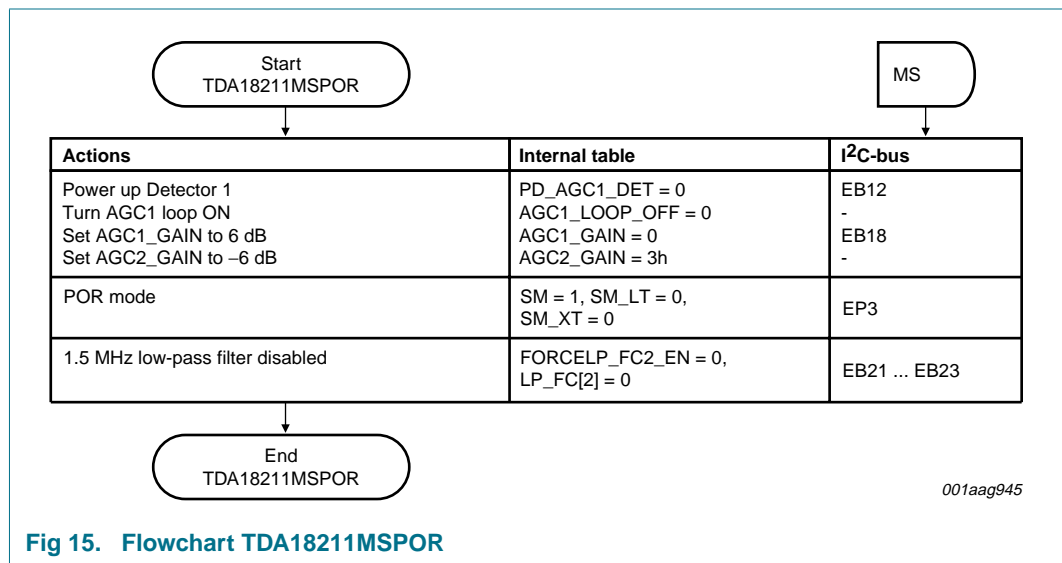 Start
TDA18211MSPOR
MS
Actions Internal table I2C-bus
Power up Detector 1 PD_AGC1_DET = 0 EB12
Turn AGC1 loop ON AGC1_LOOP_OFF = 0 -
Set AGC1_GAIN to 6 dB AGC1_GAIN = 0 EB18
Set AGC2_GAIN to −6 dB AGC2_GAIN = 3h -
POR mode SM = 1, SM_LT = 0, EP3
SM_XT = 0
1.5 MHz low-pass filter disabled FORCELP_FC2_EN = 0, EB21 ... EB23
LP_FC[2] = 0
End
TDA18211MSPOR
001aag945
Fig 15. Flowchart TDA18211MSPOR